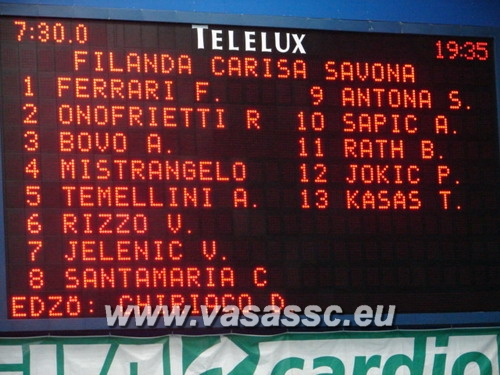 7:30.0 TELELUX 19:35
FILANDA CARISA SAVONA
1 FERRARI F. 9 ANTONA S.
2 ONOFRIETTI R 10 SAPIC A.
3 BOVO A. 11 RATH B.
4 MISTRANGELO 12 JOKIC P.
5 TEMELLINI A. 13 KASAS T.
6 RIZZO V.
7 JELENIC V.
8 SANTAMARIA C
EDZŐ: CHIRIACO D
www.vasassc.eu
cardio